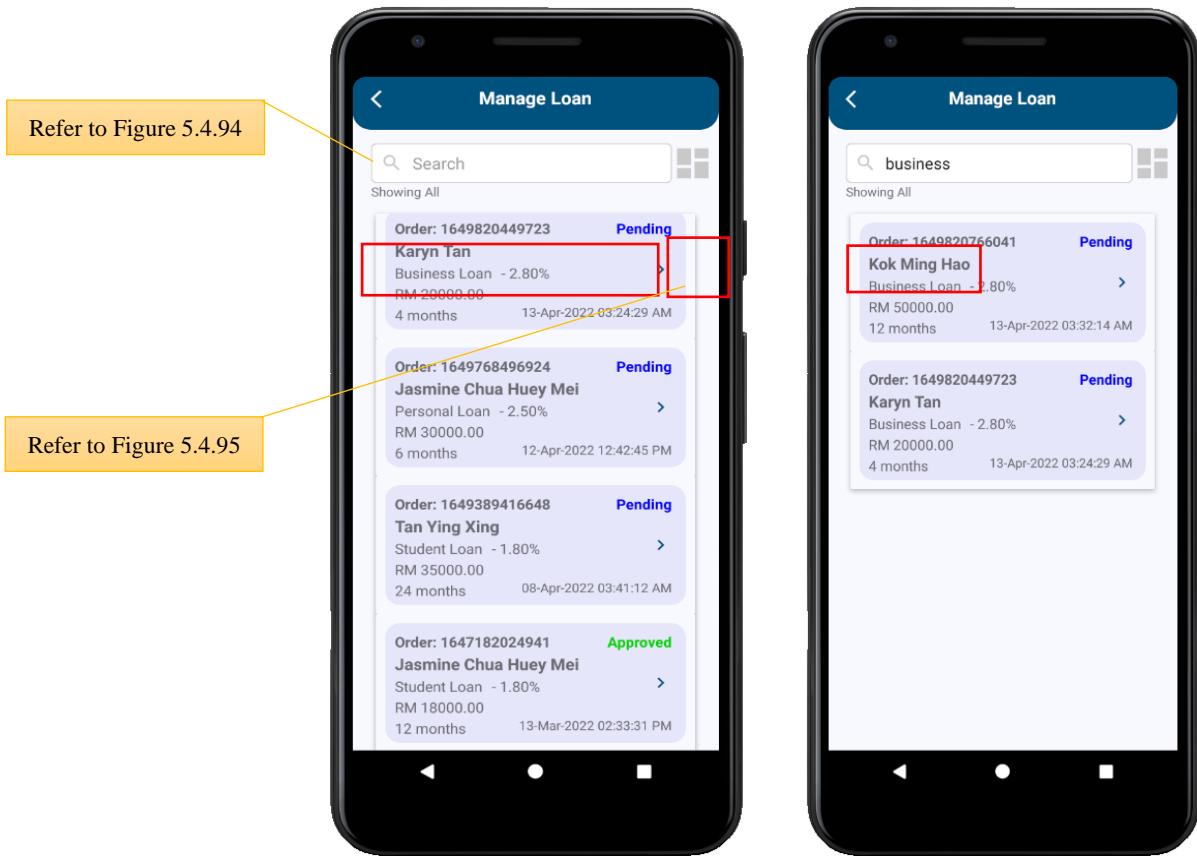 Refer to Figure 5.4.94
Refer to Figure 5.4.95
Manage Loan
Search
Showing All
Order: 1649820449723 Pending
Karyn Tan
Business Loan - 2.80%
RM 20000.00
4 months 13-Apr-2022 03:24:29 AM
Order: 1649768496924 Pending
Jasmine Chua Huey Mei
Personal Loan - 2.50%
RM 30000.00
6 months 12-Apr-2022 12:42:45 PM
Order: 1649389416648 Pending
Tan Ying Xing
Student Loan - 1.80%
RM 35000.00
24 months 08-Apr-2022 03:41:12 AM
Order: 1647182024941 Approved
Jasmine Chua Huey Mei
Student Loan - 1.80%
RM 18000.00
12 months 13-Mar-2022 02:33:31 PM
Manage Loan
business
Showing All
Order: 1649820766041 Pending
Kok Ming Hao
Business Loan - 2.80%
RM 50000.00
12 months 13-Apr-2022 03:32:14 AM
Order: 1649820449723 Pending
Karyn Tan
Business Loan - 2.80%
RM 20000.00
4 months 13-Apr-2022 03:24:29 AM